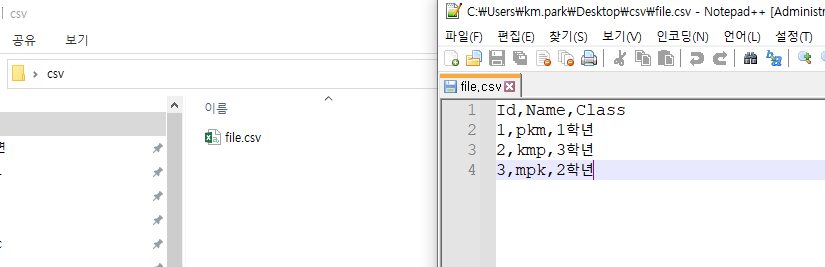 csv
공유 보기
csv
이름
file.csv
C:₩Users₩km.park₩Desktop₩csv₩file.csv - Notepad++ [Administr
파일(F) 편집(E) 찾기(S) 보기(V) 인코딩(N) 언어(L) 설정(T)
file.csv
1 Id,Name,Class
2 1,pkm,1학년
3 2,kmp,3학년
4 3,mpk,2학년